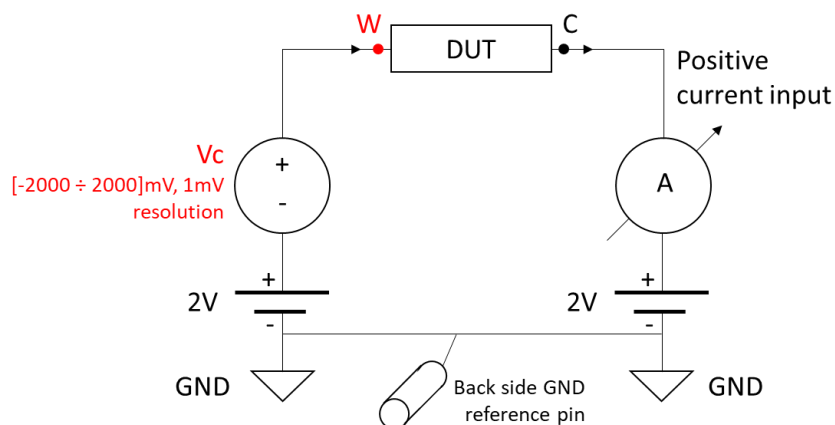 W
C
DUT
Positive
current input
Vc
[-2000 ÷ 2000]mV, 1mV
resolution
+
-
A
+
2V
-
+
2V
-
GND
Back side GND
reference pin
GND